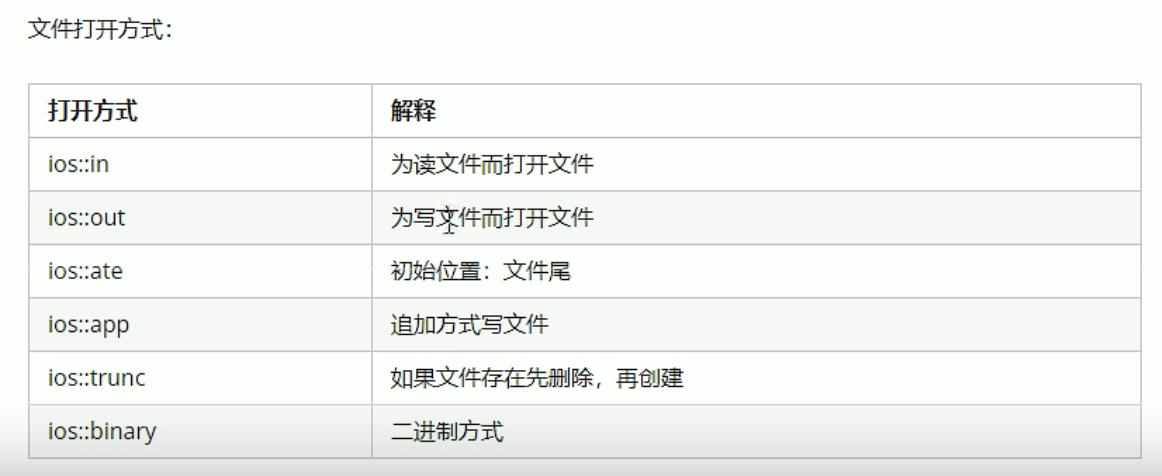 文件打开方式：
打开方式 解释
ios::in 为读文件而打开文件
ios::out 为写文件而打开文件
ios::ate 初始位置：文件尾
ios::app 追加方式写文件
ios::trunc 如果文件存在先删除，再创建
ios::binary 二进制方式